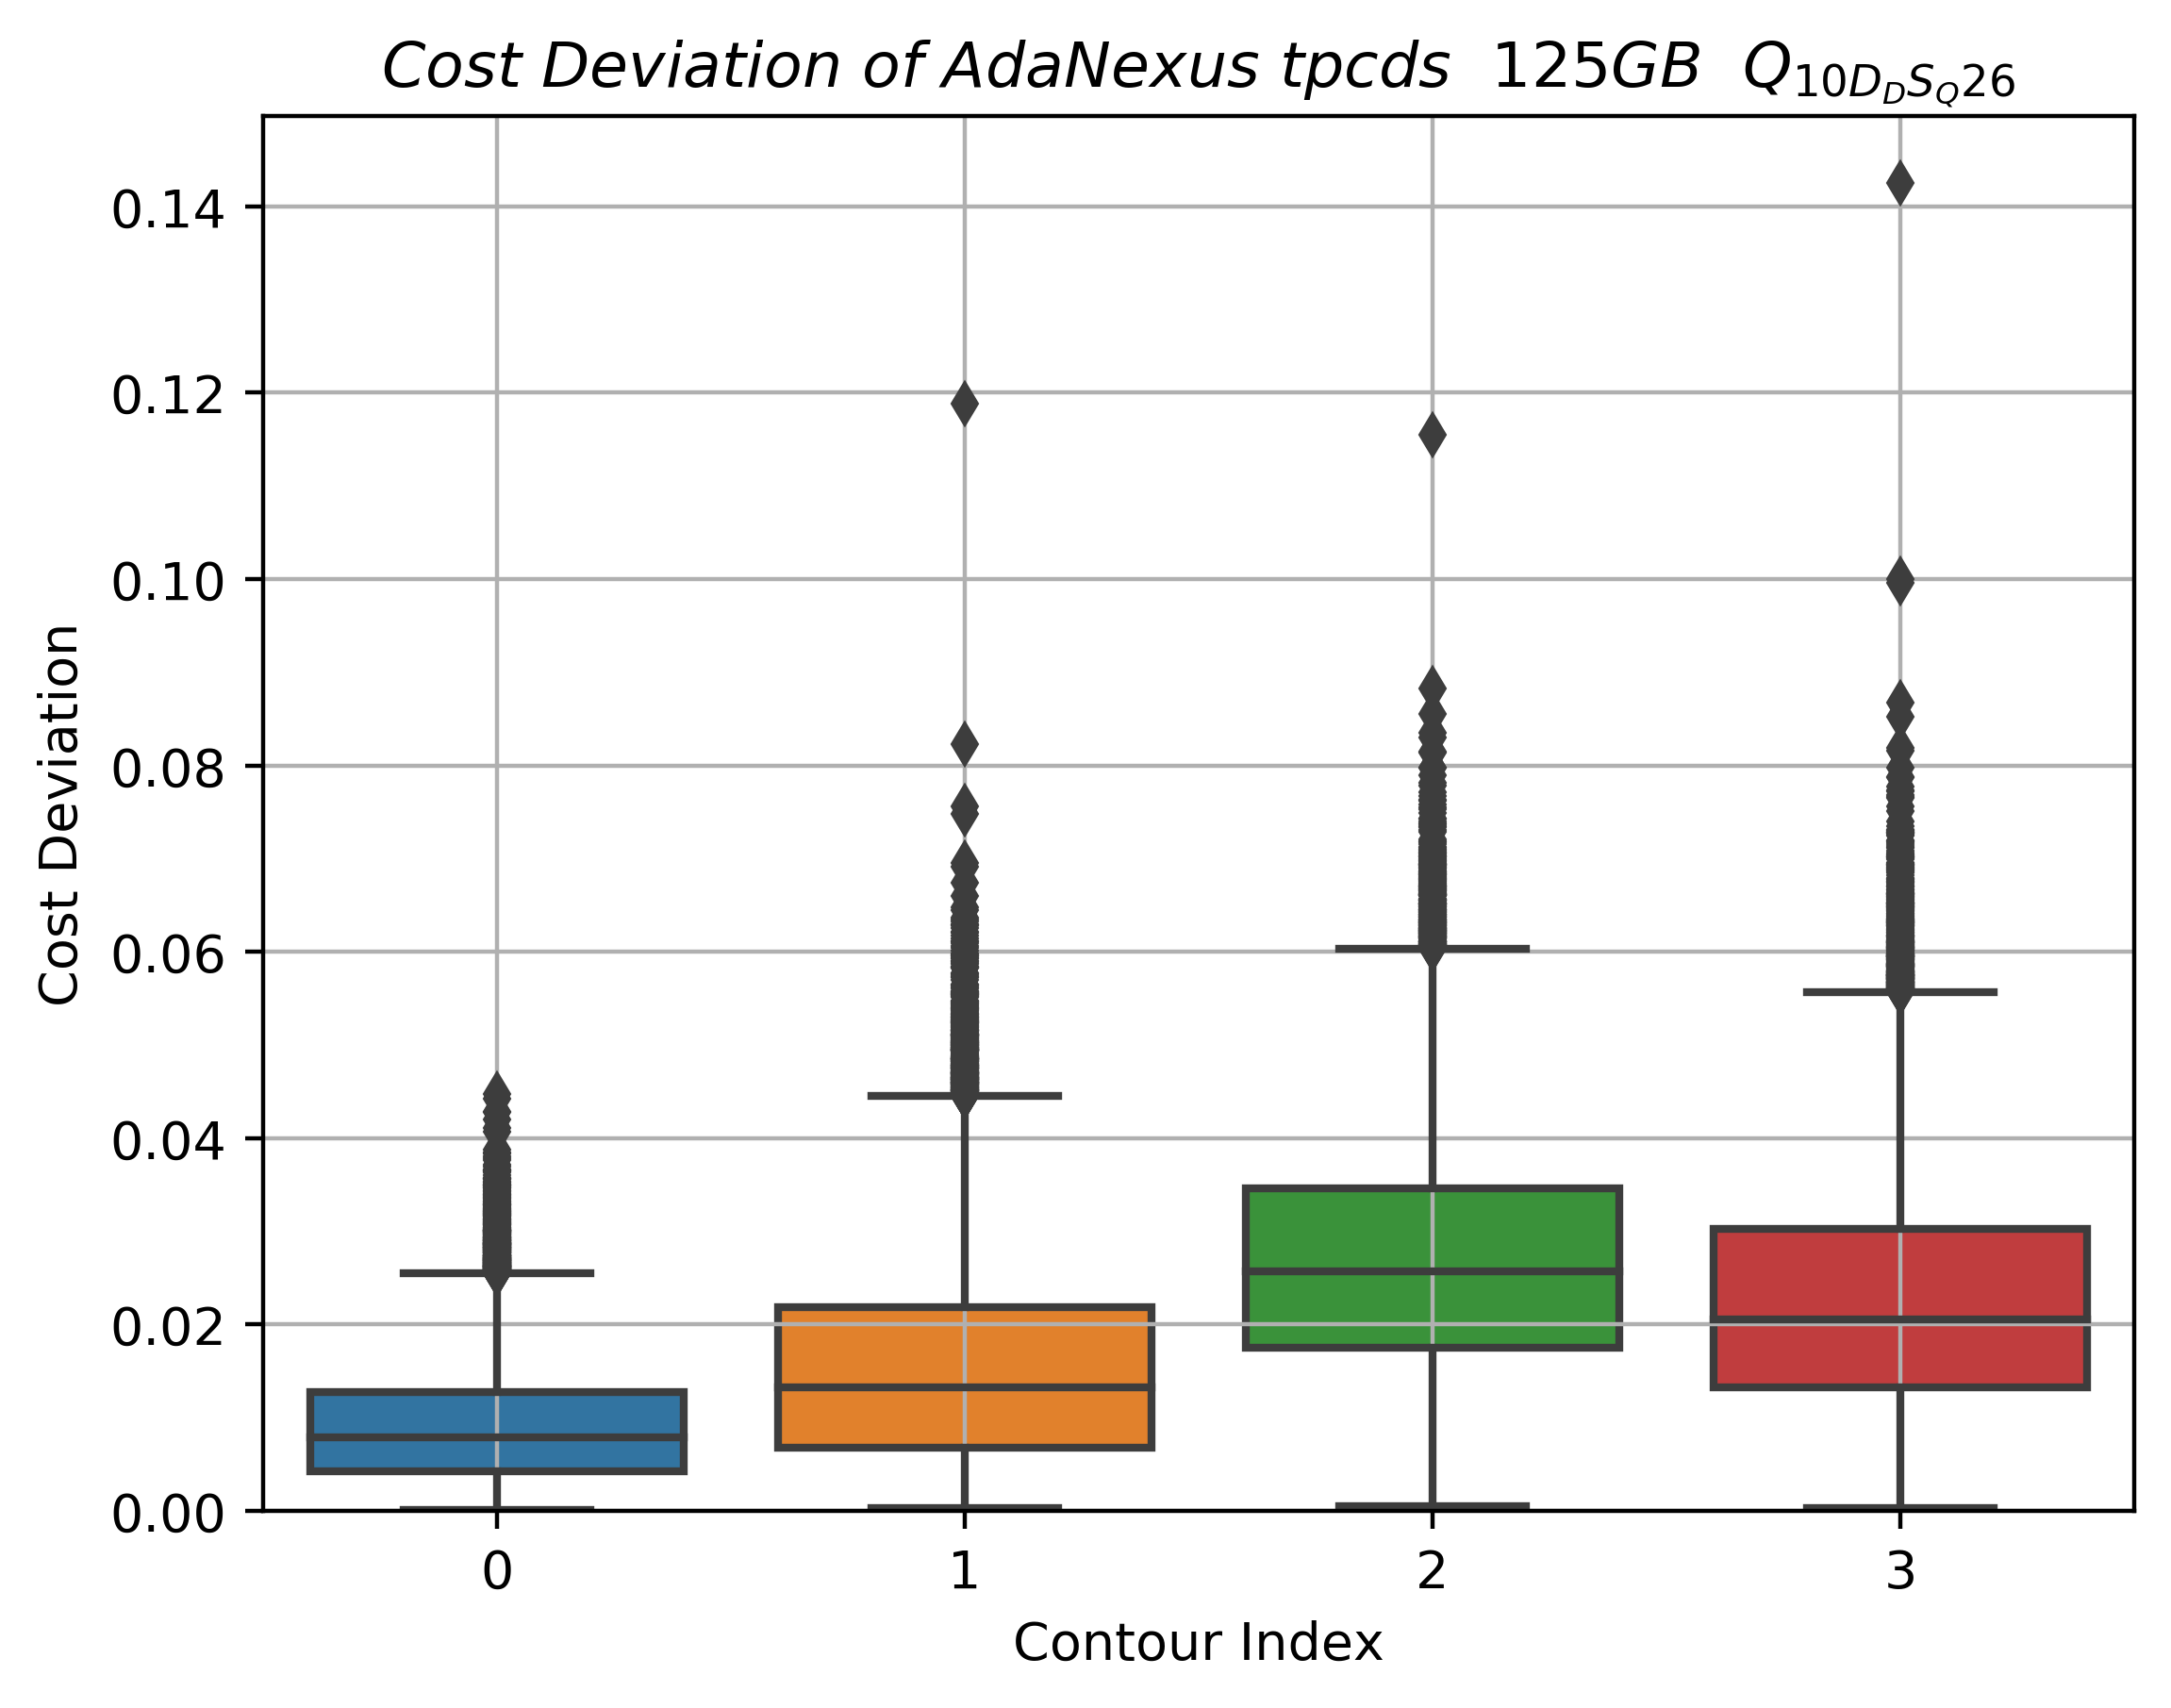 Cost Deviation of AdaNexus tpcds 125GB Q10DDSQ26
0.14
0.12
0.10
0.08
0.06
0.04
0.02
0.00
Cost Deviation
0 1 2 3
Contour Index